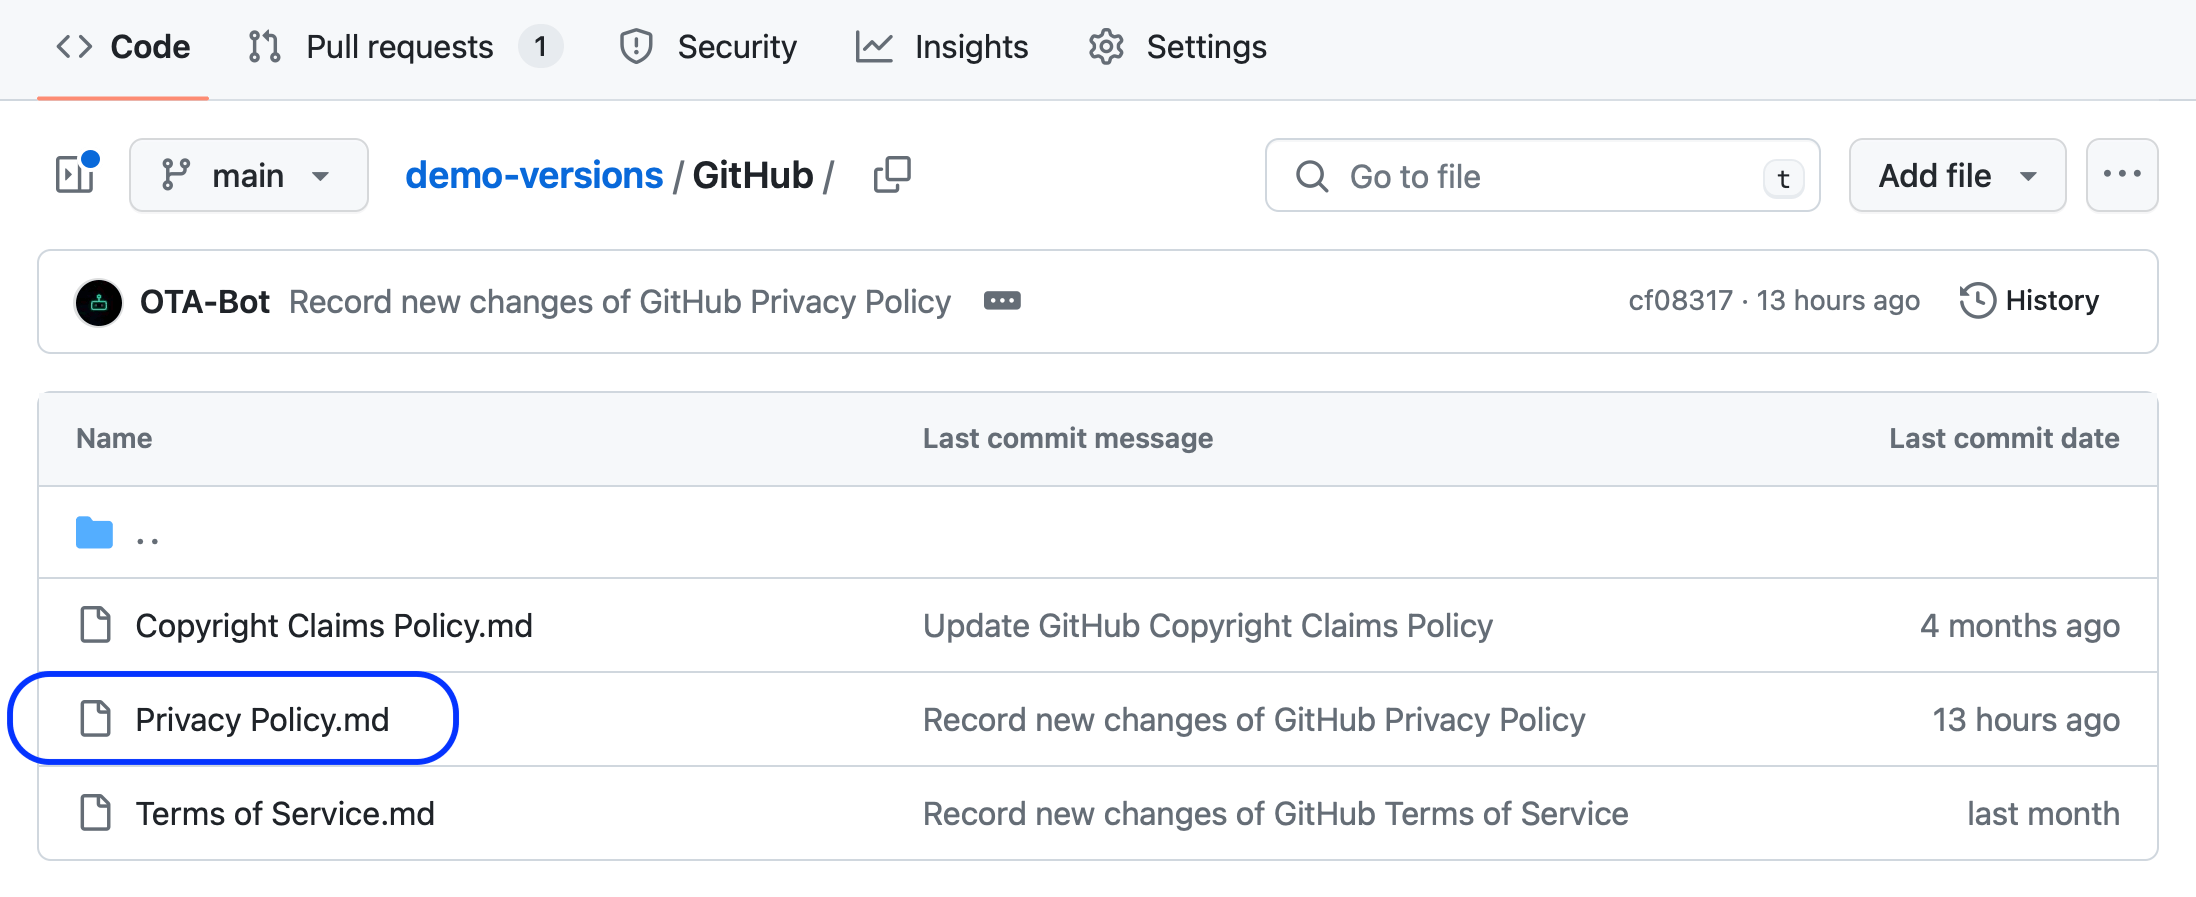 Code Pull requests 1 Security Insights Settings
main demo-versions / GitHub / Go to file t Add file
OTA-Bot Record new changes of GitHub Privacy Policy cf08317 · 13 hours ago History
Name Last commit message Last commit date
..
Copyright Claims Policy.md Update GitHub Copyright Claims Policy 4 months ago
Privacy Policy.md Record new changes of GitHub Privacy Policy 13 hours ago
Terms of Service.md Record new changes of GitHub Terms of Service last month